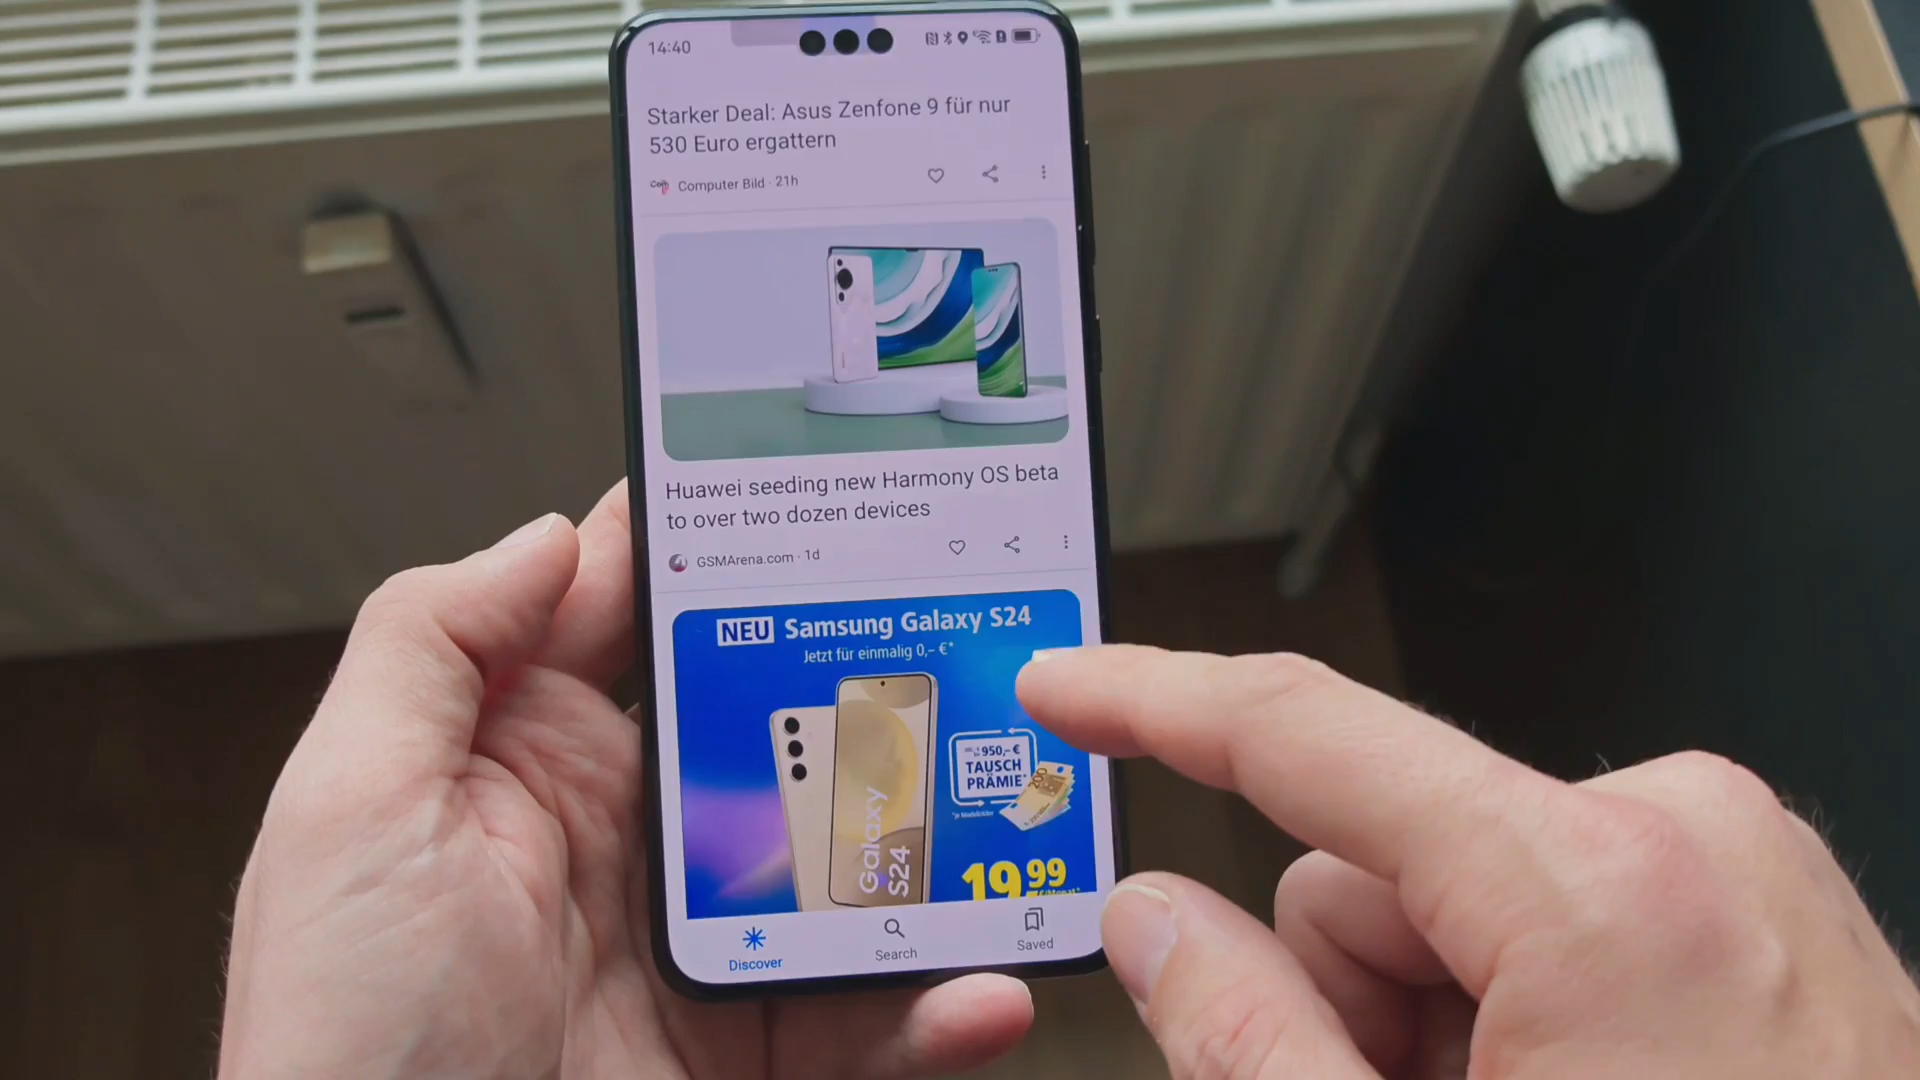 14:40
Starker Deal: Asus Zenfone 9 für nur
530 Euro ergattern
Computer Bild · 21h
Huawei seeding new Harmony OS beta
to over two dozen devices
GSMArena.com · 1d
NEU Samsung Galaxy S24
Jetzt für einmalig 0,– €*
950,–€
TAUSCH
PRÄMIE*
200
Galaxy
S24
19,99
€/Monat*
Discover
Search
Saved